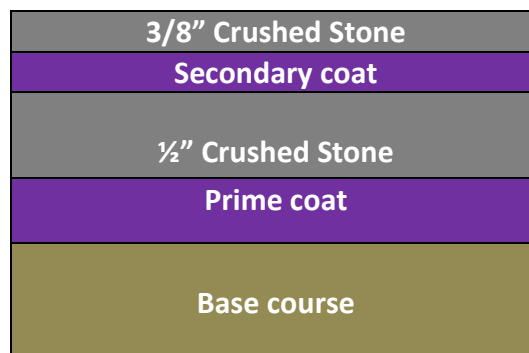 3/8” Crushed Stone
Secondary coat
½” Crushed Stone
Prime coat
Base course